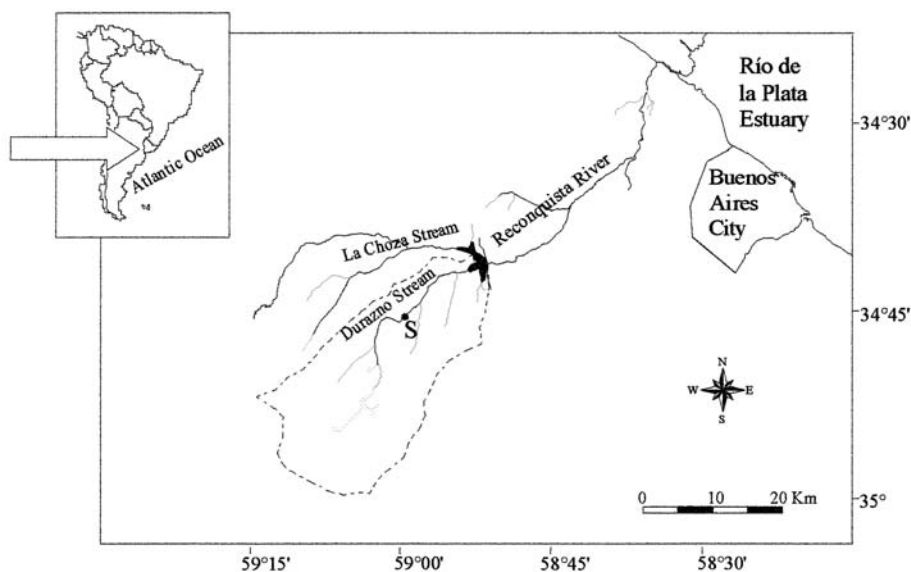 Atlantic Ocean
Río de
la Plata
Estuary
34°30'
Buenos
Aires
City
Reconquista River
La Choza Stream
Durazno Stream
S
34°45'
N
W E
S
35°
0 10 20 Km
59°15' 59°00' 58°45' 58°30'